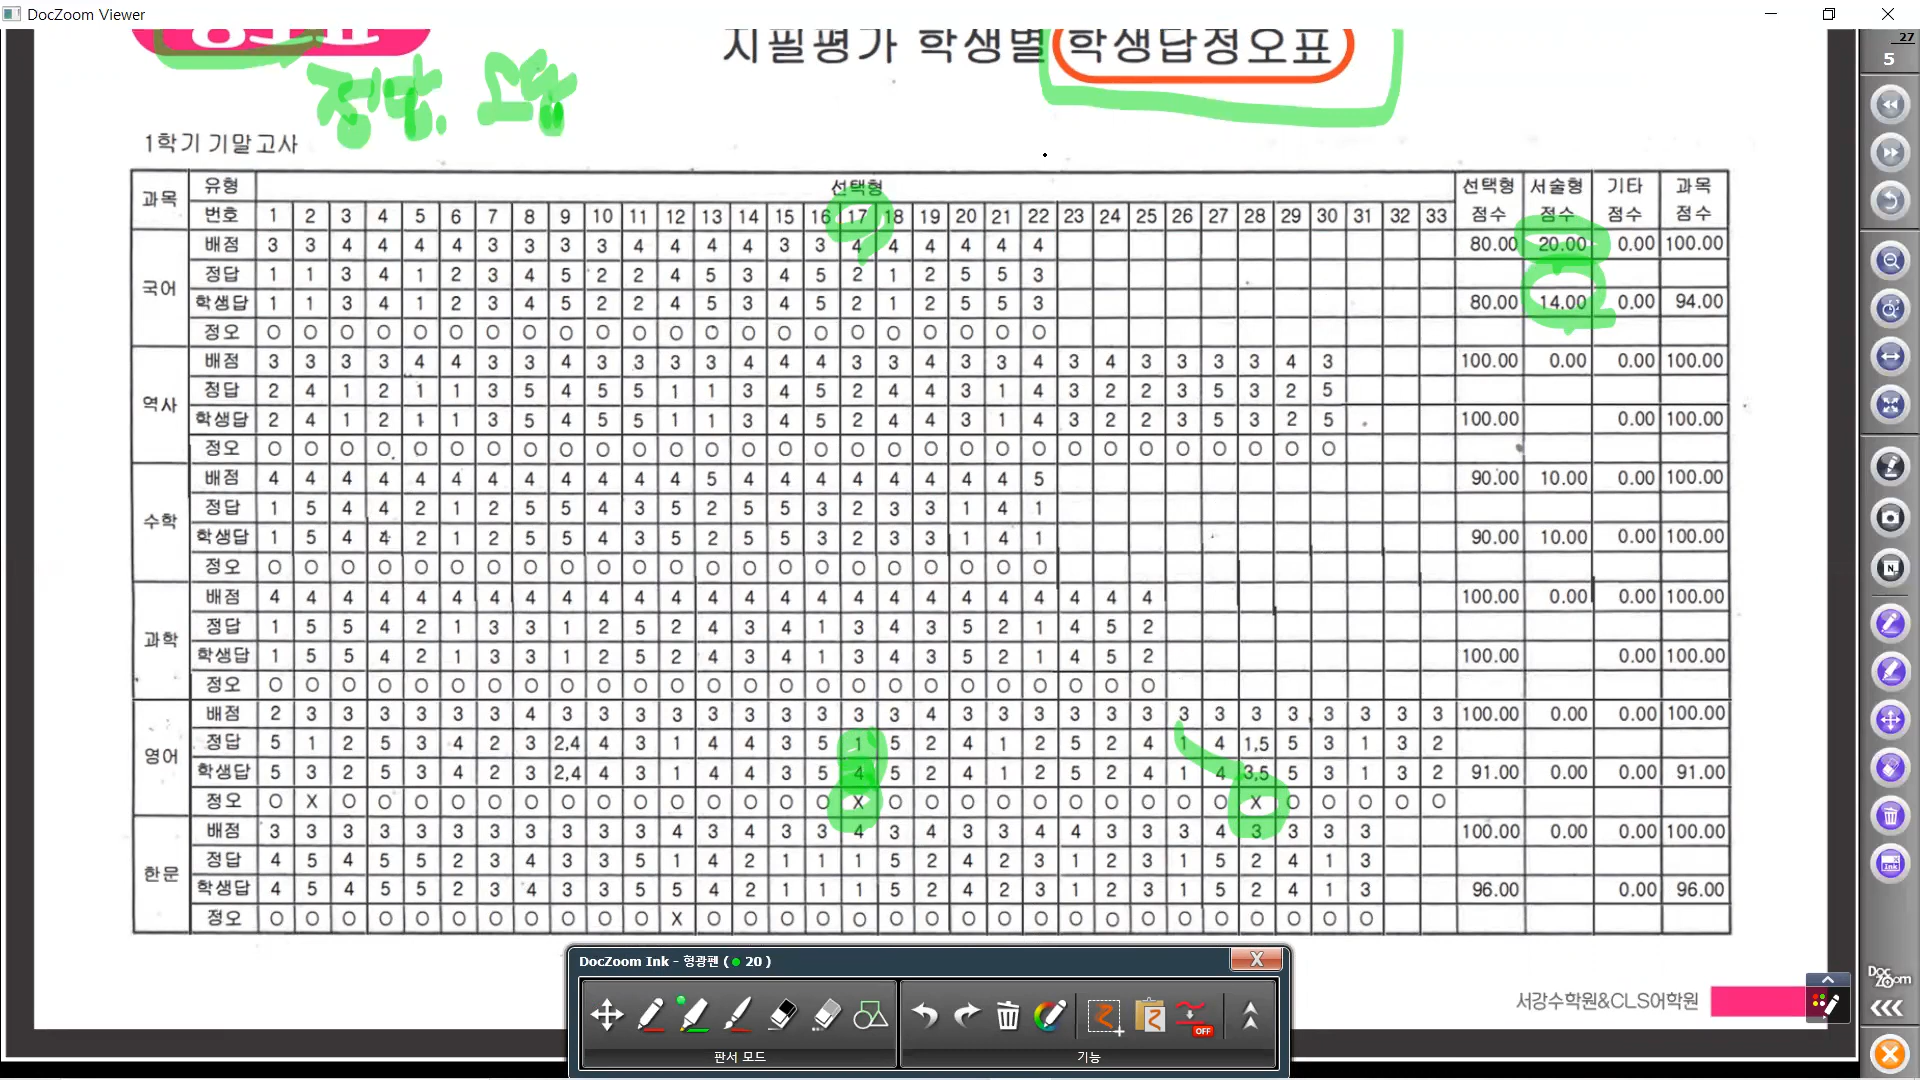 DocZoom Viewer
27
5
지필평가 학생별 학생답정오표
정답.
1학기 기말고사
과목 유형 선택형 선택형 서술형 기타 과목
번호 1 2 3 4 5 6 7 8 9 10 11 12 13 14 15 16 17 18 19 20 21 22 23 24 25 26 27 28 29 30 31 32 33 점수 점수 점수 점수
국어 배점 3 3 4 4 4 4 3 3 3 3 4 4 4 4 3 3 4 4 4 4 4 4 80.00 20.00 0.00 100.00
정답 1 1 3 4 1 2 3 4 5 2 2 4 5 3 4 5 2 1 2 5 5 3
학생답 1 1 3 4 1 2 3 4 5 2 2 4 5 3 4 5 2 1 2 5 5 3 80.00 14.00 0.00 94.00
정오 O O O O O O O O O O O O O O O O O O O O O O
역사 배점 3 3 3 3 4 4 3 3 4 3 3 3 3 4 4 4 3 3 4 3 3 4 3 4 3 3 3 3 4 3 100.00 0.00 0.00 100.00
정답 2 4 1 2 1 1 3 5 4 5 5 1 1 3 4 5 2 4 4 3 1 4 3 2 2 3 5 3 2 5
학생답 2 4 1 2 1 1 3 5 4 5 5 1 1 3 4 5 2 4 4 3 1 4 3 2 2 3 5 3 2 5 100.00 0.00 100.00
정오 O O O O O O O O O O O O O O O O O O O O O O O O O O O O O O
수학 배점 4 4 4 4 4 4 4 4 4 4 4 4 5 4 4 4 4 4 4 4 4 5 90.00 10.00 0.00 100.00
정답 1 5 4 4 2 1 2 5 5 4 3 5 2 5 5 3 2 3 3 1 4 1
학생답 1 5 4 4 2 1 2 5 5 4 3 5 2 5 5 3 2 3 3 1 4 1 90.00 10.00 0.00 100.00
정오 O O O O O O O O O O O O O O O O O O O O O O
과학 배점 4 4 4 4 4 4 4 4 4 4 4 4 4 4 4 4 4 4 4 4 4 4 4 4 4 100.00 0.00 0.00 100.00
정답 1 5 5 4 2 1 3 3 1 2 5 2 4 3 4 1 3 4 3 5 2 1 4 5 2
학생답 1 5 5 4 2 1 3 3 1 2 5 2 4 3 4 1 3 4 3 5 2 1 4 5 2 100.00 0.00 100.00
정오 O O O O O O O O O O O O O O O O O O O O O O O O O
영어 배점 2 3 3 3 3 3 3 4 3 3 3 3 3 3 3 3 3 3 4 3 3 3 3 3 3 3 3 3 3 3 3 3 3 100.00 0.00 0.00 100.00
정답 5 1 2 5 3 4 2 3 2,4 4 3 1 4 4 3 5 1 5 2 4 1 2 5 2 4 1 4 1,5 5 3 1 3 2
학생답 5 3 2 5 3 4 2 3 2,4 4 3 1 4 4 3 5 4 5 2 4 1 2 5 2 4 1 4 3,5 5 3 1 3 2 91.00 0.00 0.00 91.00
정오 O X O O O O O O O O O O O O O O X O O O O O O O O O O X O O O O O
한문 배점 3 3 3 3 3 3 3 3 3 3 3 4 3 4 3 3 4 3 4 3 3 4 4 3 3 3 4 3 3 3 3 100.00 0.00 0.00 100.00
정답 4 5 4 5 5 2 3 4 3 3 5 1 4 2 1 1 1 5 2 4 2 3 1 2 3 1 5 2 4 1 3
학생답 4 5 4 5 5 2 3 4 3 3 5 5 4 2 1 1 1 5 2 4 2 3 1 2 3 1 5 2 4 1 3 96.00 0.00 96.00
정오 O O O O O O O O O O O X O O O O O O O O O O O O O O O O O O O
서강수학원&CLS어학원
DocZoom Ink - 형광펜 ( 20 )
OFF
판서 모드 기능
Ink
Doc Zoom